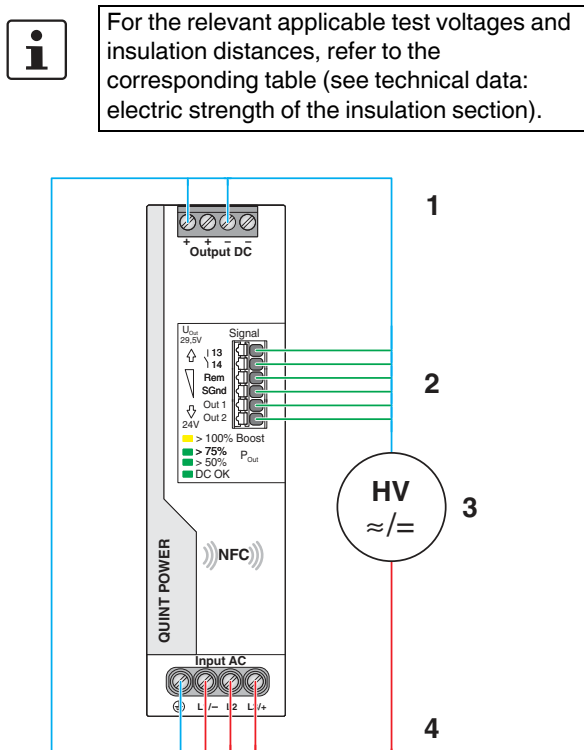 For the relevant applicable test voltages and
insulation distances, refer to the
corresponding table (see technical data:
electric strength of the insulation section).
1
+ + − −
Output DC
UOut
29,5V
Signal
13
14
Rem
SGnd
Out 1
Out 2
24V
2
> 100% Boost
> 75%
> 50%
POut
DC OK
HV
≈/=
3
NFC
QUINT POWER
Input AC
L1/− L2 L3/+
4